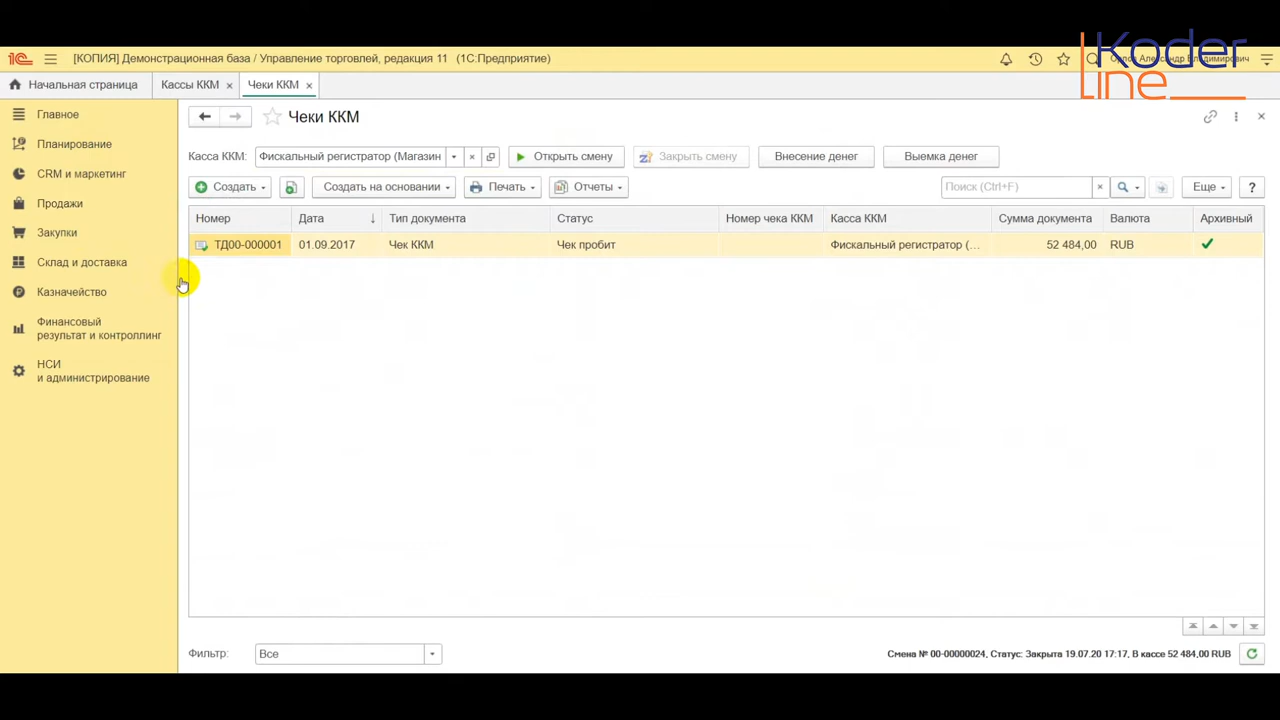 [КОПИЯ] Демонстрационная база / Управление торговлей, редакция 11 (1С:Предприятие)
Орлов Александр Владимирович
Koder
line
Начальная страница
Кассы ККМ ×
Чеки ККМ ×
Главное
Планирование
CRM и маркетинг
Продажи
Закупки
Склад и доставка
Казначейство
Финансовый
результат и контроллинг
НСИ
и администрирование
Чеки ККМ
Касса ККМ: Фискальный регистратор (Магазин
Открыть смену
Закрыть смену
Внесение денег
Выемка денег
Создать
Создать на основании
Печать
Отчеты
Поиск (Ctrl+F)
Еще
?
Номер Дата Тип документа Статус Номер чека ККМ Касса ККМ Сумма документа Валюта Архивный
ТД00-000001 01.09.2017 Чек ККМ Чек пробит Фискальный регистратор (... 52 484,00 RUB
Фильтр: Все
Смена № 00-00000024, Статус: Закрыта 19.07.20 17:17, В кассе 52 484,00 RUB